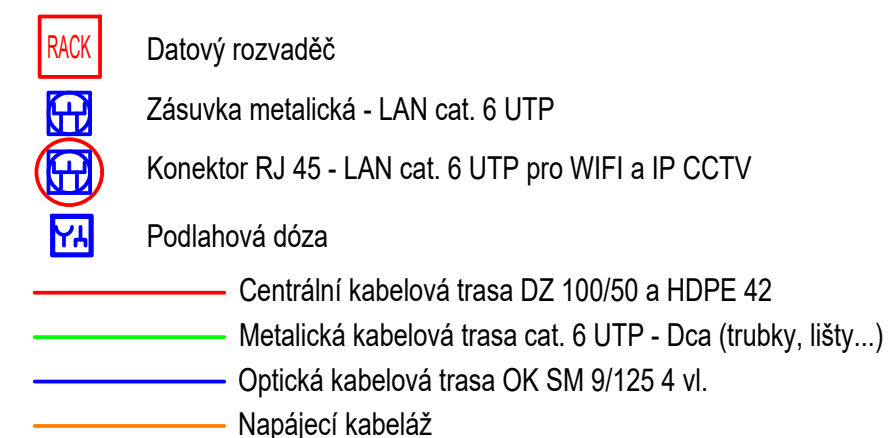 RACK Datový rozvaděč
Zásuvka metalická - LAN cat. 6 UTP
Konektor RJ 45 - LAN cat. 6 UTP pro WIFI a IP CCTV
Podlahová dóza
Centrální kabelová trasa DZ 100/50 a HDPE 42
Metalická kabelová trasa cat. 6 UTP - Dca (trubky, lišty...)
Optická kabelová trasa OK SM 9/125 4 vl.
Napájecí kabeláž